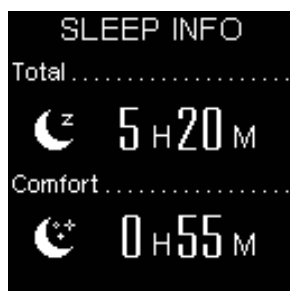 SLEEP INFO
Total....................
z 5 H 20 M
Comfort.................
0 H 55 M